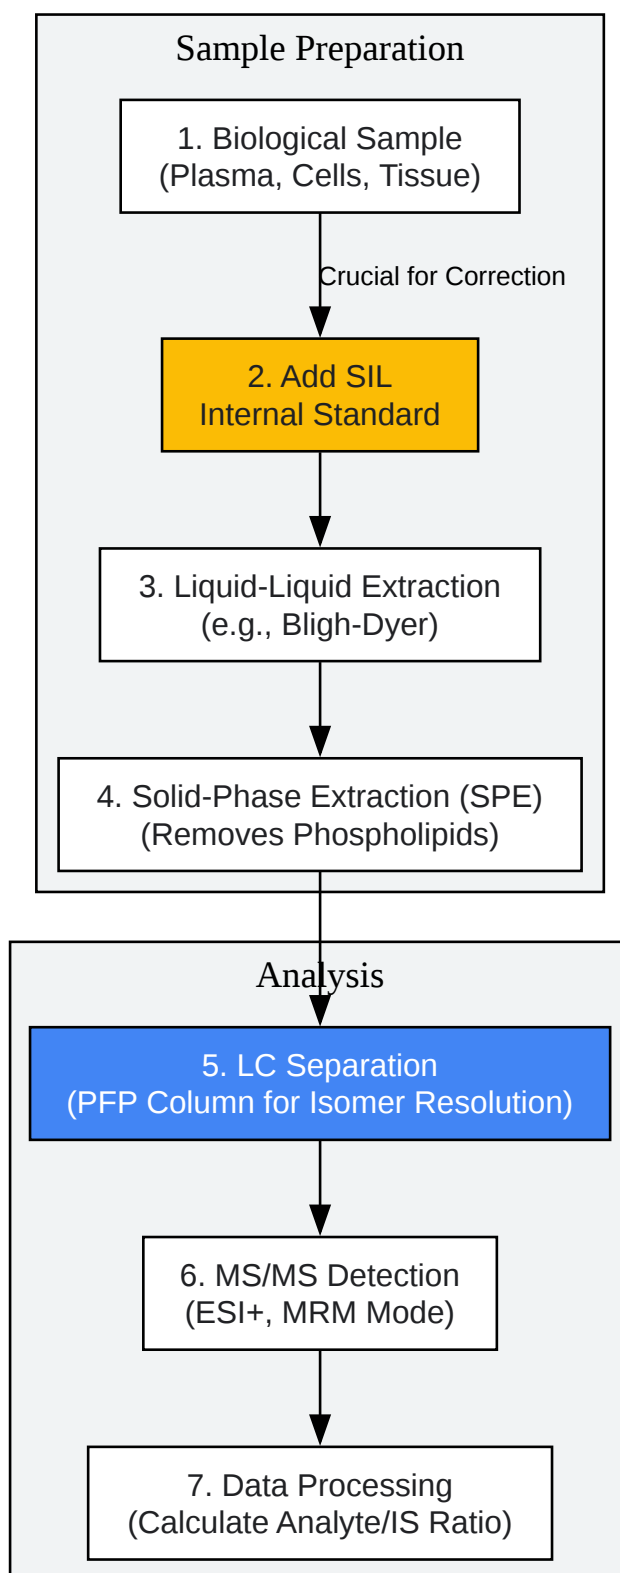 Sample Preparation
1. Biological Sample
(Plasma, Cells, Tissue)
Crucial for Correction
2. Add SIL
Internal Standard
3. Liquid-Liquid Extraction
(e.g., Bligh-Dyer)
4. Solid-Phase Extraction (SPE)
(Removes Phospholipids)
Analysis
5. LC Separation
(PFP Column for Isomer Resolution)
6. MS/MS Detection
(ESI+, MRM Mode)
7. Data Processing
(Calculate Analyte/IS Ratio)